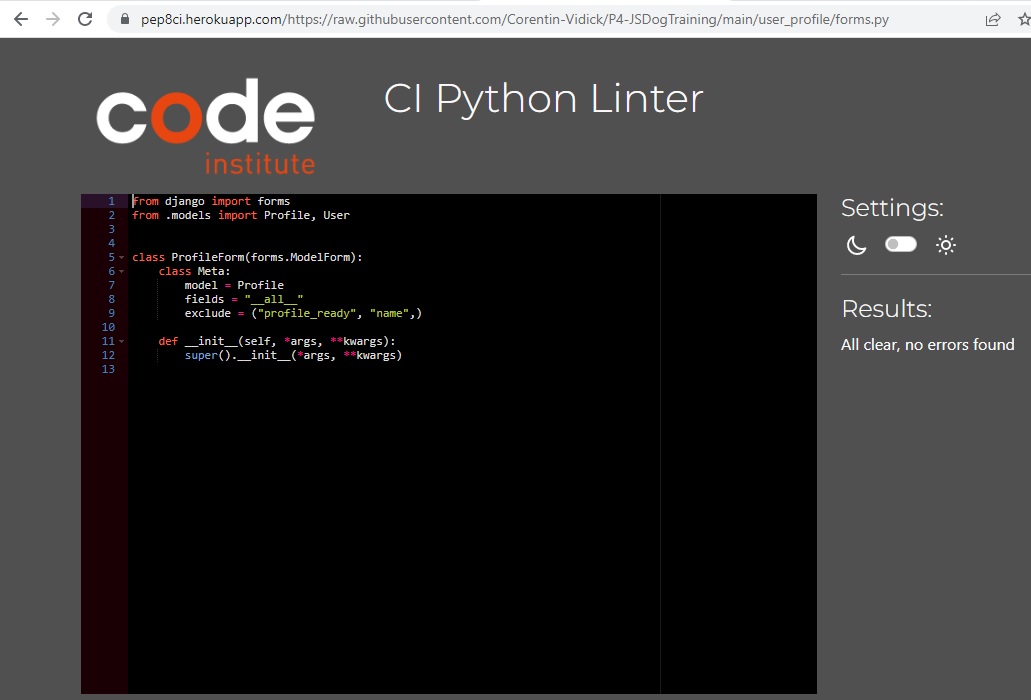 pep8ci.herokuapp.com/https://raw.githubusercontent.com/Corentin-Vidick/P4-JSDogTraining/main/user_profile/forms.py
code
institute
CI Python Linter
1 from django import forms
2 from .models import Profile, User
3
4
5 class ProfileForm(forms.ModelForm):
6     class Meta:
7         model = Profile
8         fields = "__all__"
9         exclude = ("profile_ready", "name",)
10
11     def __init__(self, *args, **kwargs):
12         super().__init__(*args, **kwargs)
13
Settings:
Results:
All clear, no errors found